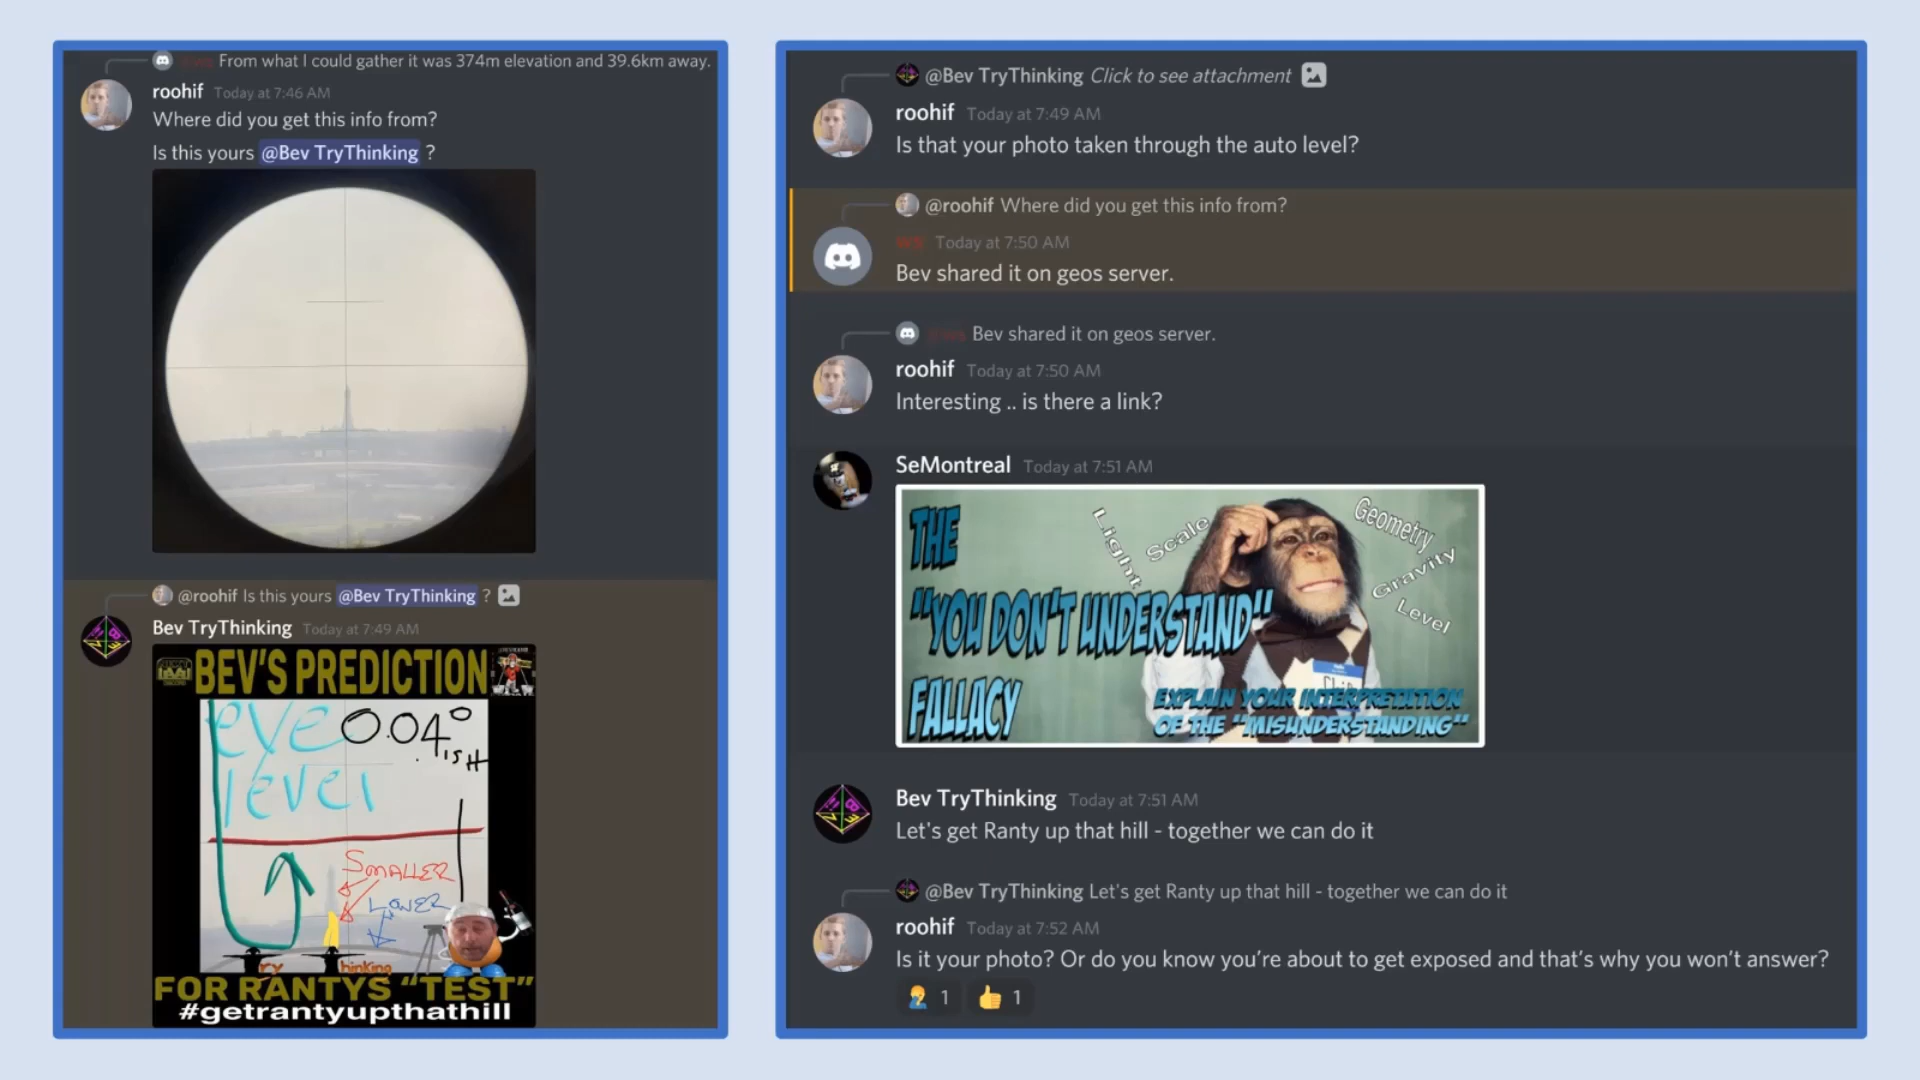 From what I could gather it was 374m elevation and 39.6km away.
roohif Today at 7:46 AM
Where did you get this info from?
Is this yours @Bev TryThinking ?
@roohif Is this yours @Bev TryThinking ?
Bev TryThinking Today at 7:49 AM
BEV'S PREDICTION
eye 0.04°
ISH
level
SMALLER
LOWER
FOR RANTYS "TEST"
#getrantyupthathill
@Bev TryThinking Click to see attachment
roohif Today at 7:49 AM
Is that your photo taken through the auto level?
@roohif Where did you get this info from?
Today at 7:50 AM
Bev shared it on geos server.
Bev shared it on geos server.
roohif Today at 7:50 AM
Interesting .. is there a link?
SeMontreal Today at 7:51 AM
THE
"YOU DON'T UNDERSTAND"
FALLACY
Light
Scale
Geometry
Gravity
Level
EXPLAIN YOUR INTERPRETATION
OF THE "MISUNDERSTANDING"
Bev TryThinking Today at 7:51 AM
Let's get Ranty up that hill - together we can do it
@Bev TryThinking Let's get Ranty up that hill - together we can do it
roohif Today at 7:52 AM
Is it your photo? Or do you know you're about to get exposed and that's why you won't answer?
1 1